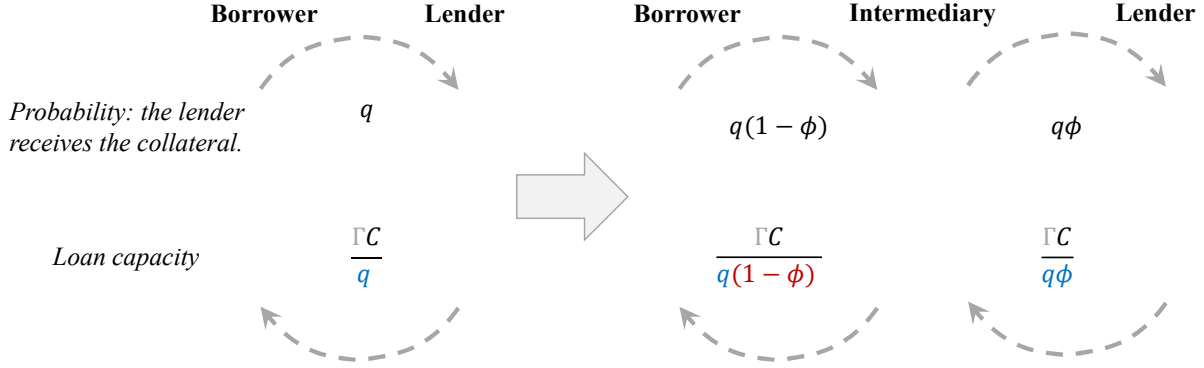 Borrower Lender Borrower Intermediary Lender
Probability: the lender
receives the collateral.
q q(1 − ϕ) qϕ
Loan capacity
ΓC ΓC ΓC
q q(1 − ϕ) qϕ